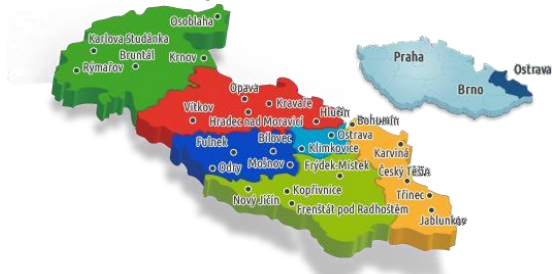 Osoblaha
Karlova Studánka
Bruntál
Rýmařov
Krnov
Praha
Ostrava
Brno
Opava
Kravaře
Vítkov
Hlučín
Hradec nad Moravicí
Bohumín
Fulnek
Bílovec
Ostrava
Klimkovice
Karviná
Odry
Mošnov
Frýdek-Místek
Český Těšín
Nový Jičín
Kopřivnice
Třinec
Frenštát pod Radhoštěm
Jablunkov